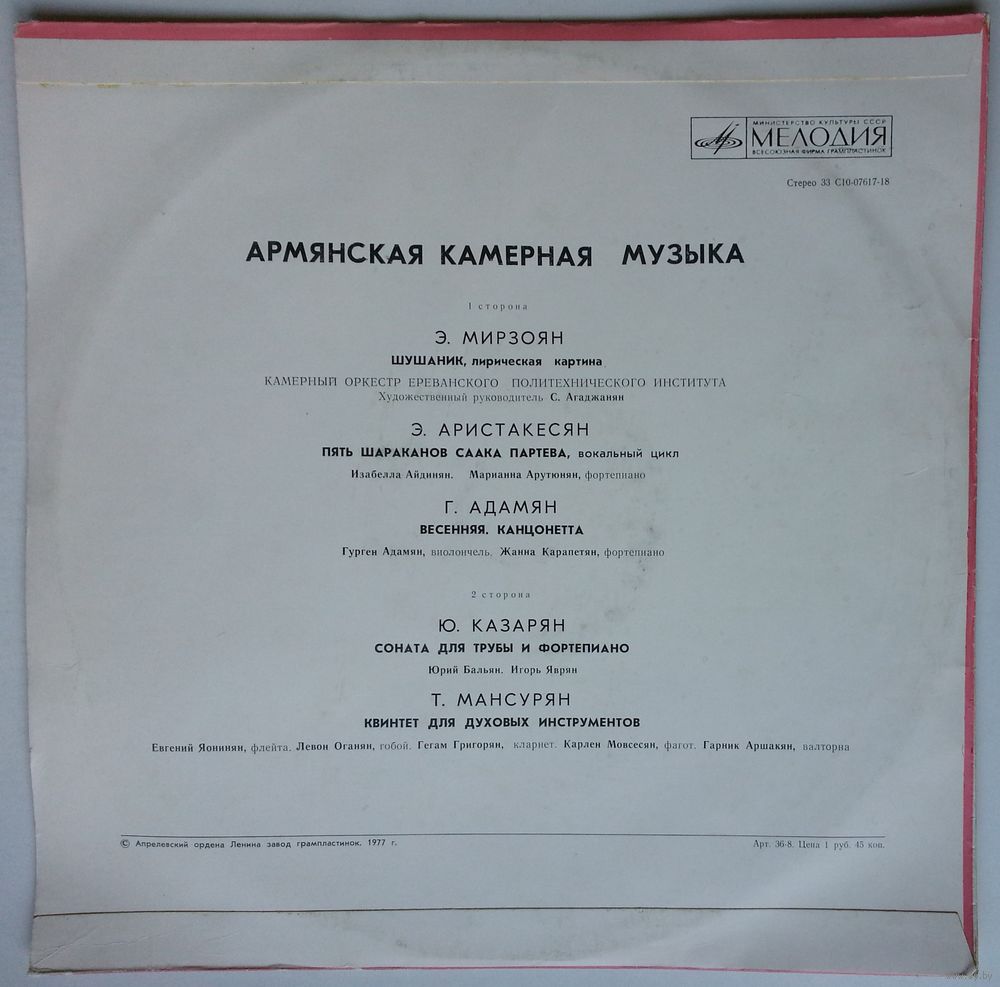 МИНИСТЕРСТВО КУЛЬТУРЫ СССР
МЕЛОДИЯ
ВСЕСОЮЗНАЯ ФИРМА ГРАМПЛАСТИНОК
Стерео 33 С10-07617-18
АРМЯНСКАЯ КАМЕРНАЯ МУЗЫКА
1 сторона
Э. МИРЗОЯН
ШУШАНИК, лирическая картина
КАМЕРНЫЙ ОРКЕСТР ЕРЕВАНСКОГО ПОЛИТЕХНИЧЕСКОГО ИНСТИТУТА
Художественный руководитель С. Агаджанян
Э. АРИСТАКЕСЯН
ПЯТЬ ШАРАКАНОВ СААКА ПАРТЕВА, вокальный цикл
Изабелла Айдинян. Марианна Арутюнян, фортепиано
Г. АДАМЯН
ВЕСЕННЯЯ. КАНЦОНЕТТА
Гурген Адамян, виолончель. Жанна Карапетян, фортепиано
2 сторона
Ю. КАЗАРЯН
СОНАТА ДЛЯ ТРУБЫ И ФОРТЕПИАНО
Юрий Бальян. Игорь Яврян
Т. МАНСУРЯН
КВИНТЕТ ДЛЯ ДУХОВЫХ ИНСТРУМЕНТОВ
Евгений Яонинян, флейта. Левон Оганян, гобой. Гегам Григорян, кларнет. Карлен Мовсесян, фагот. Гарник Аршакян, валторна
© Апрелевский ордена Ленина завод грампластинок. 1977 г.
Арт. 36-8. Цена 1 руб. 45 коп.